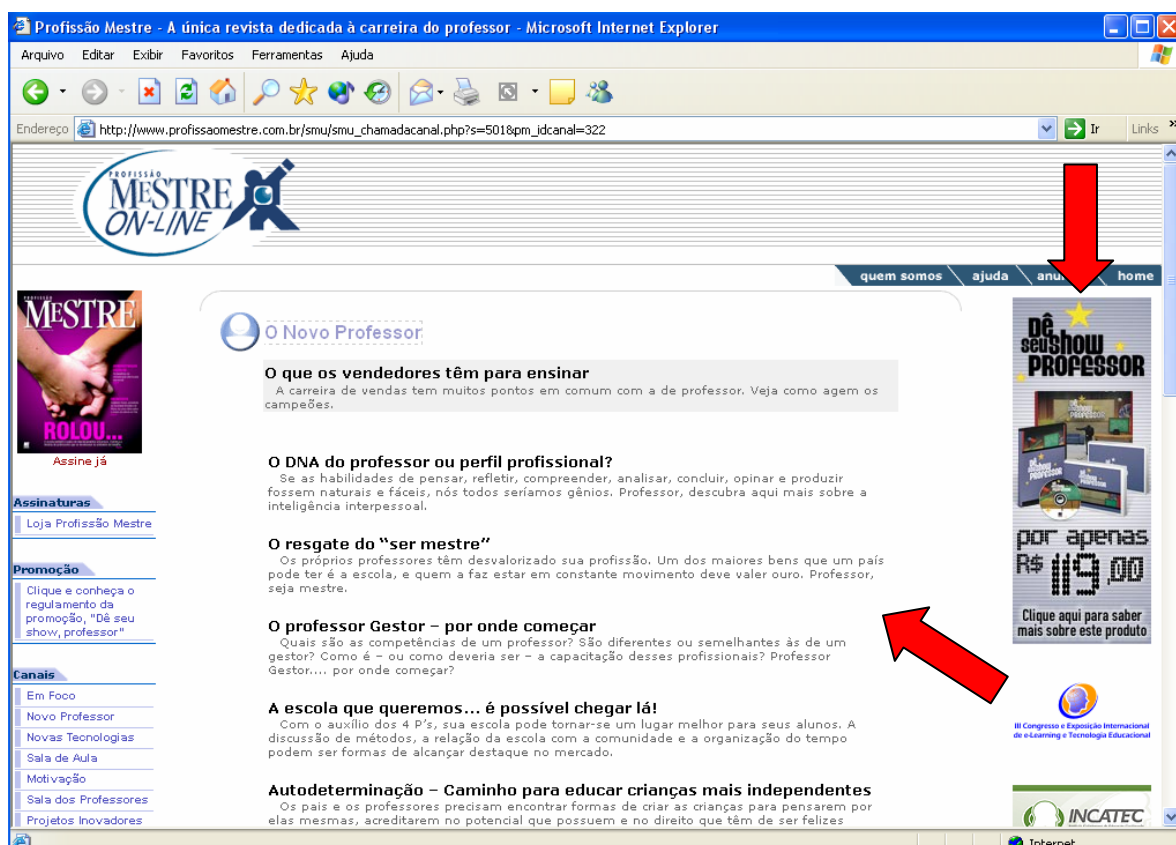 Profissão Mestre - A única revista dedicada à carreira do professor - Microsoft Internet Explorer
Arquivo Editar Exibir Favoritos Ferramentas Ajuda
Endereço http://www.profissaomestre.com.br/smu/smu_chamadacanal.php?s=501&pm_idcanal=322 Ir Links »
PROFISSÃO
MESTRE
ON-LINE
quem somos ajuda home
MESTRE
ROLOU...
Assine já
Assinaturas
Loja Profissão Mestre
Promoção
Clique e conheça o
regulamento da
promoção, "Dê seu
show, professor"
Canais
Em Foco
Novo Professor
Novas Tecnologias
Sala de Aula
Motivação
Sala dos Professores
Projetos Inovadores
O Novo Professor
O que os vendedores têm para ensinar
A carreira de vendas tem muitos pontos em comum com a de professor. Veja como agem os
campeões.
O DNA do professor ou perfil profissional?
Se as habilidades de pensar, refletir, compreender, analisar, concluir, opinar e produzir
fossem naturais e fáceis, nós todos seríamos gênios. Professor, descubra aqui mais sobre a
inteligência interpessoal.
O resgate do “ser mestre”
Os próprios professores têm desvalorizado sua profissão. Um dos maiores bens que um país
pode ter é a escola, e quem a faz estar em constante movimento deve valer ouro. Professor,
seja mestre.
O professor Gestor – por onde começar
Quais são as competências de um professor? São diferentes ou semelhantes às de um
gestor? Como é – ou como deveria ser – a capacitação desses profissionais? Professor
Gestor.... por onde começar?
A escola que queremos... é possível chegar lá!
Com o auxílio dos 4 P's, sua escola pode tornar-se um lugar melhor para seus alunos. A
discussão de métodos, a relação da escola com a comunidade e a organização do tempo
podem ser formas de alcançar destaque no mercado.
Autodeterminação – Caminho para educar crianças mais independentes
Os pais e os professores precisam encontrar formas de criar as crianças para pensarem por
elas mesmas, acreditarem no potencial que possuem e no direito que têm de ser felizes
Dê
seu show
PROFESSOR
por apenas
R$ 119,00
Clique aqui para saber
mais sobre este produto
III Congresso e Exposição Internacional
de e-Learning e Tecnologia Educacional
INCATEC
Internet